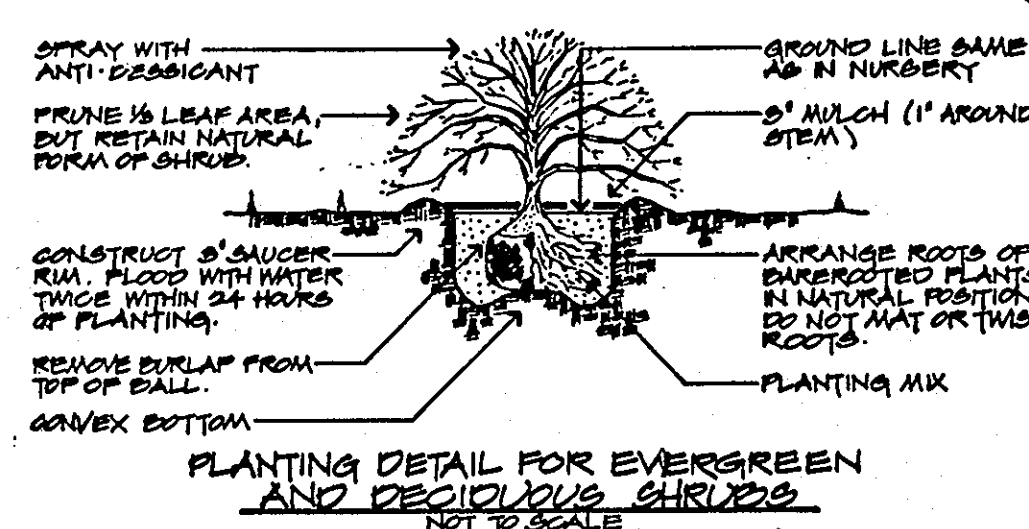 SPRAY WITH
ANTI-DESSICANT
PRUNE 1/3 LEAF AREA,
BUT RETAIN NATURAL
FORM OF SHRUB.
CONSTRUCT 3" SAUCER
RIM. FLOOD WITH WATER
TWICE WITHIN 24 HOURS
OF PLANTING.
REMOVE BURLAP FROM
TOP OF BALL.
CONVEX BOTTOM
GROUND LINE SAME
AS IN NURSERY
3" MULCH (1" AROUND
STEM)
ARRANGE ROOTS OF
BAREROOTED PLANTS
IN NATURAL POSITION
DO NOT MAT OR TWIS
ROOTS.
PLANTING MIX
PLANTING DETAIL FOR EVERGREEN
AND DECIDUOUS SHRUBS
NOT TO SCALE